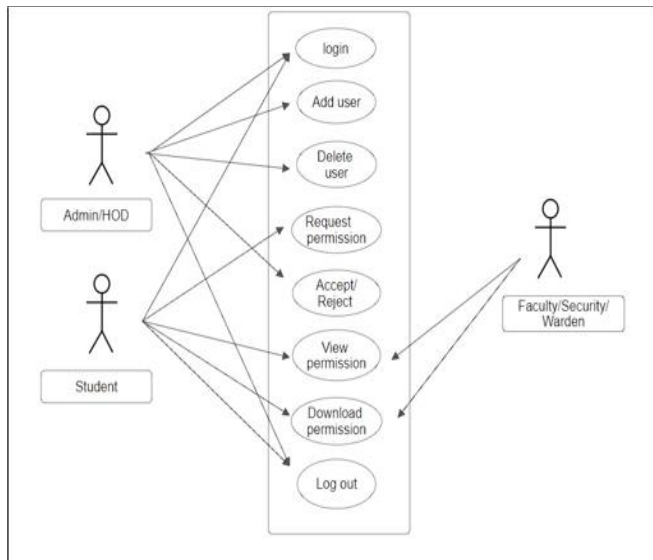 login
Add user
Delete
user
Admin/HOD
Request
permission
Accept/
Reject
Faculty/Security/
Warden
View
permission
Student
Download
permission
Log out